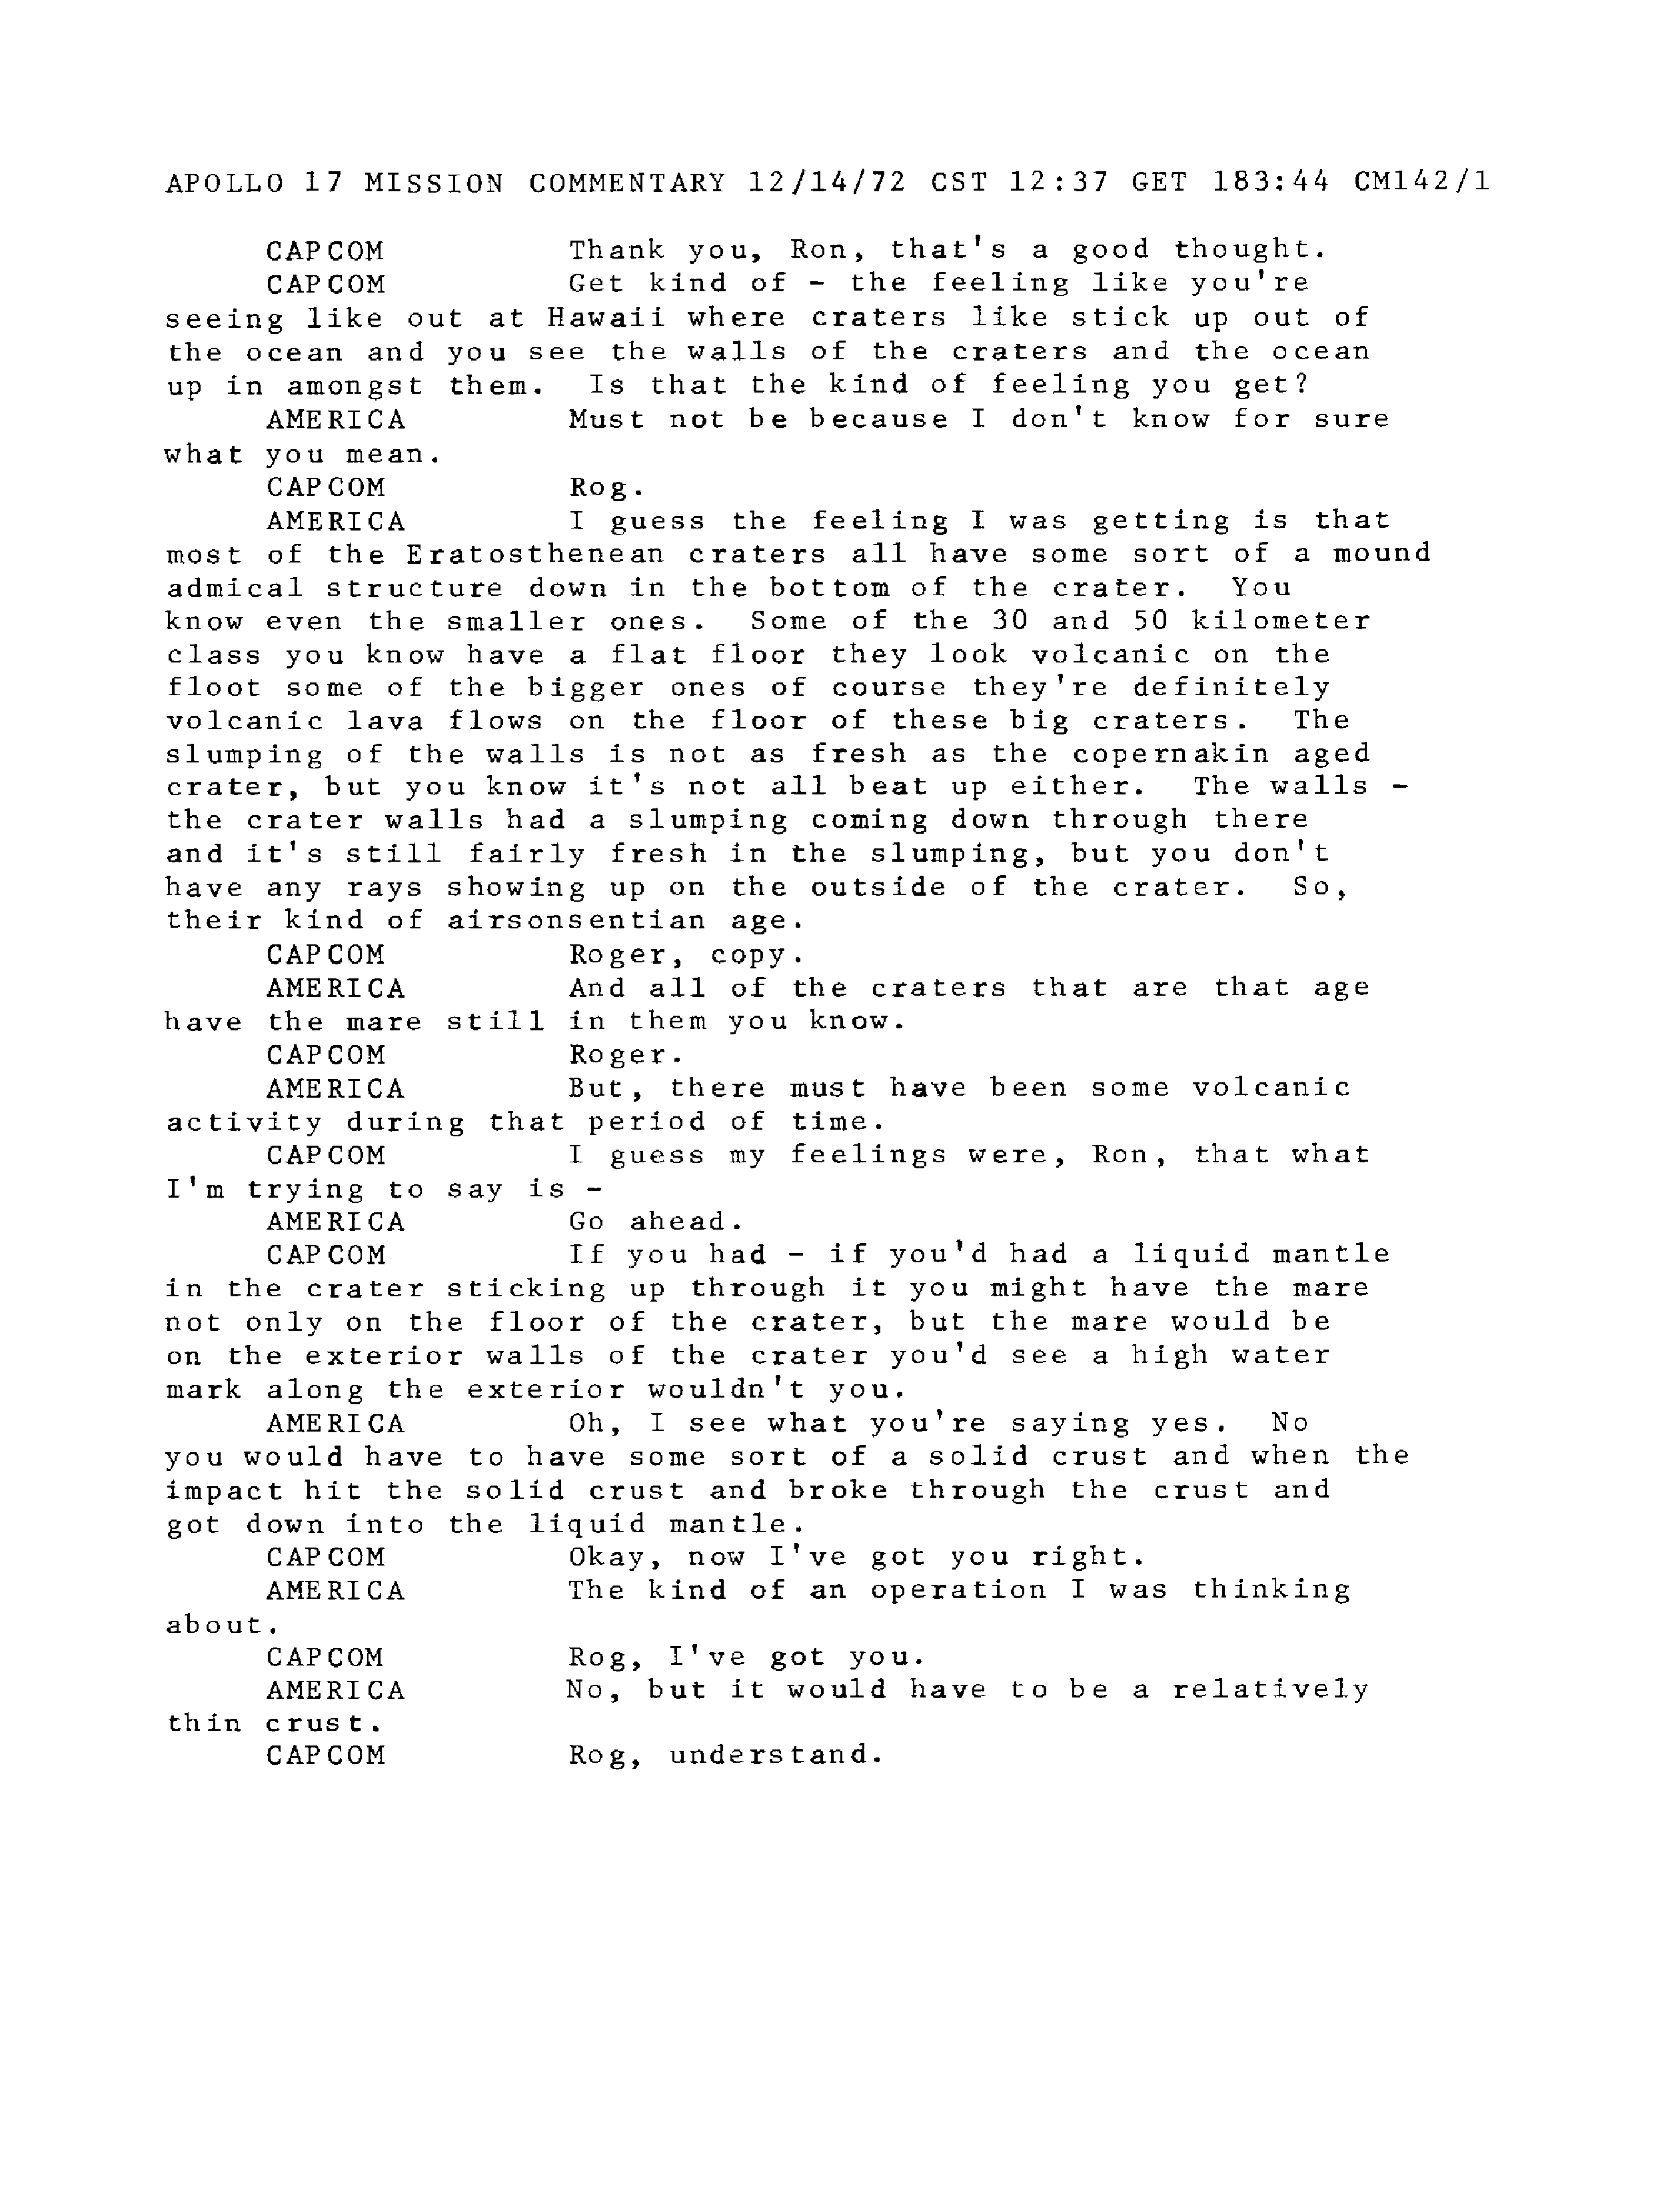 APOLLO 17 MISSION COMMENTARY 12/14/72 CST 12:37 GET 183:44 CM142/1
CAPCOM Thank you, Ron, that's a good thought.
CAPCOM Get kind of - the feeling like you're
seeing like out at Hawaii where craters like stick up out of
the ocean and you see the walls of the craters and the ocean
up in amongst them. Is that the kind of feeling you get?
AMERICA Must not be because I don't know for sure
what you mean.
CAPCOM Rog.
AMERICA I guess the feeling I was getting is that
most of the Eratosthenean craters all have some sort of a mound
admical structure down in the bottom of the crater. You
know even the smaller ones. Some of the 30 and 50 kilometer
class you know have a flat floor they look volcanic on the
floot some of the bigger ones of course they're definitely
volcanic lava flows on the floor of these big craters. The
slumping of the walls is not as fresh as the copernakin aged
crater, but you know it's not all beat up either. The walls -
the crater walls had a slumping coming down through there
and it's still fairly fresh in the slumping, but you don't
have any rays showing up on the outside of the crater. So,
their kind of airsonsentian age.
CAPCOM Roger, copy.
AMERICA And all of the craters that are that age
have the mare still in them you know.
CAPCOM Roger.
AMERICA But, there must have been some volcanic
activity during that period of time.
CAPCOM I guess my feelings were, Ron, that what
I'm trying to say is -
AMERICA Go ahead.
CAPCOM If you had - if you'd had a liquid mantle
in the crater sticking up through it you might have the mare
not only on the floor of the crater, but the mare would be
on the exterior walls of the crater you'd see a high water
mark along the exterior wouldn't you.
AMERICA Oh, I see what you're saying yes. No
you would have to have some sort of a solid crust and when the
impact hit the solid crust and broke through the crust and
got down into the liquid mantle.
CAPCOM Okay, now I've got you right.
AMERICA The kind of an operation I was thinking
about.
CAPCOM Rog, I've got you.
AMERICA No, but it would have to be a relatively
thin crust.
CAPCOM Rog, understand.